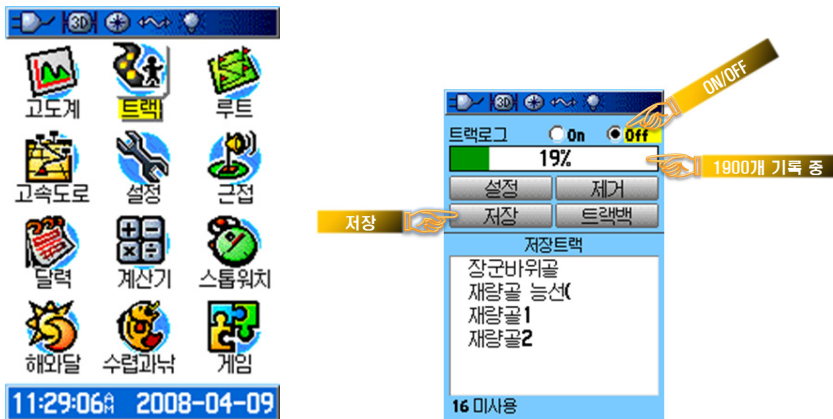 3D
고도계 트랙 루트
고속도로 설정 근접
달력 계산기 스톱워치
해와달 수렵과낚 게임
11:29:06AM 2008-04-09
3D
트랙로그 On Off
19%
설정 제거
저장 트랙백
저장트랙
장군바위골
재량골 능선(
재량골1
재량골2
16 미사용
ON/OFF
1900개 기록 중
저장